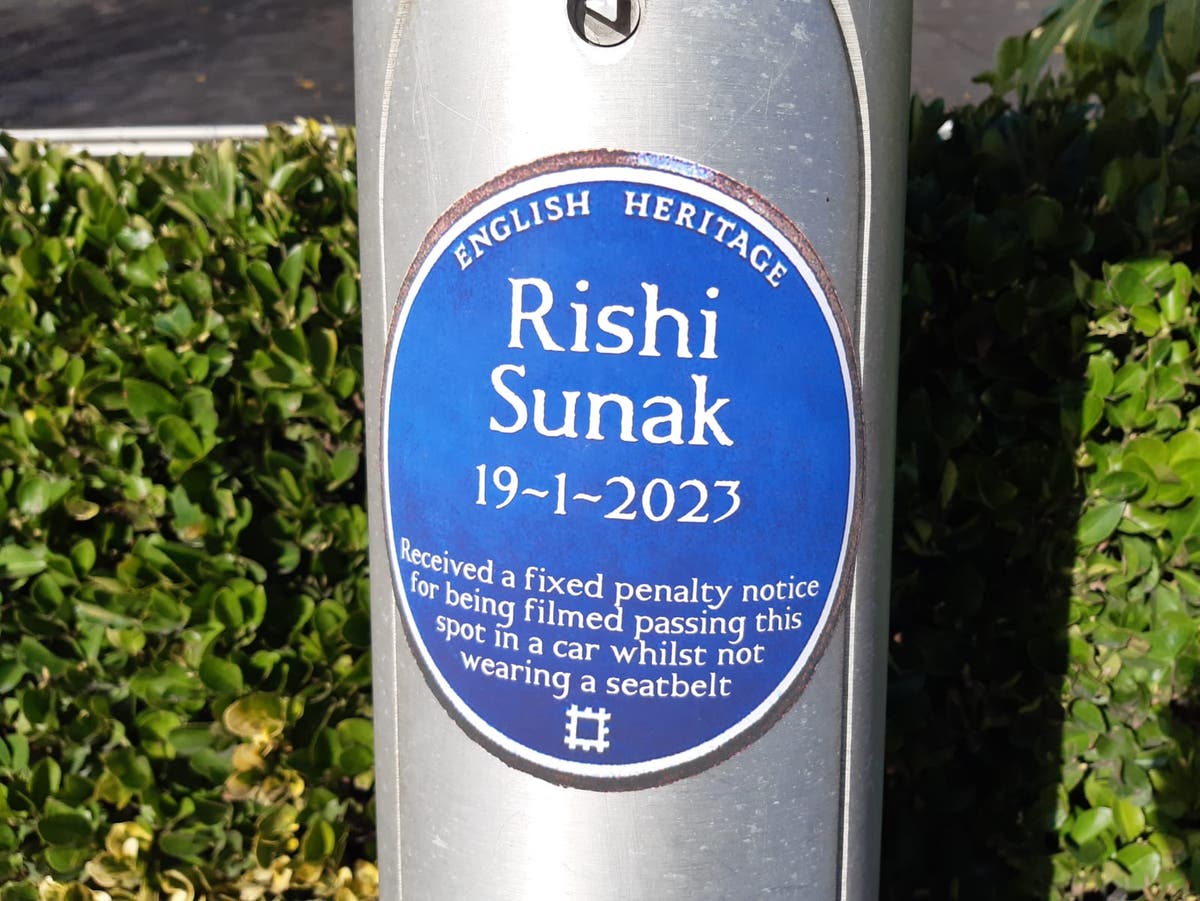 ENGLISH HERITAGE
Rishi
Sunak
19~1~2023
Received a fixed penalty notice
for being filmed passing this
spot in a car whilst not
wearing a seatbelt